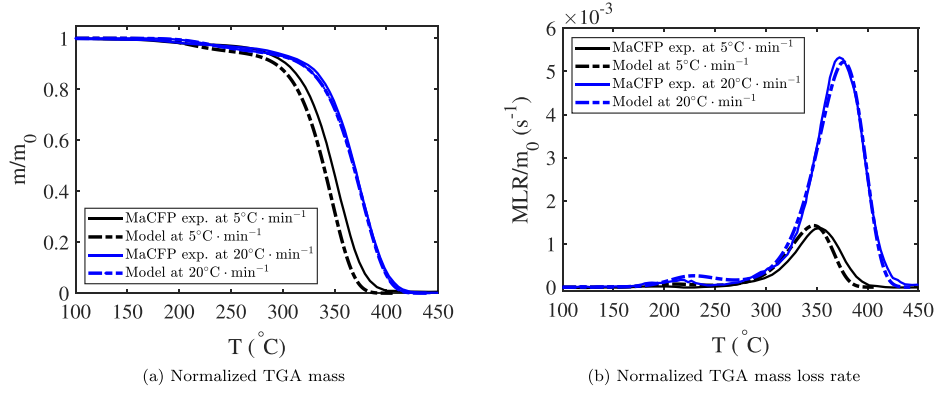 1
0.8
0.6
0.4
0.2
0
m/m0
MaCFP exp. at 5°C · min−1
Model at 5°C · min−1
MaCFP exp. at 20°C · min−1
Model at 20°C · min−1
100 150 200 250 300 350 400 450
T (°C)
(a) Normalized TGA mass
×10-3
6
5
4
3
2
1
0
MLR/m0 (s-1)
MaCFP exp. at 5°C · min−1
Model at 5°C · min−1
MaCFP exp. at 20°C · min−1
Model at 20°C · min−1
100 150 200 250 300 350 400 450
T (°C)
(b) Normalized TGA mass loss rate